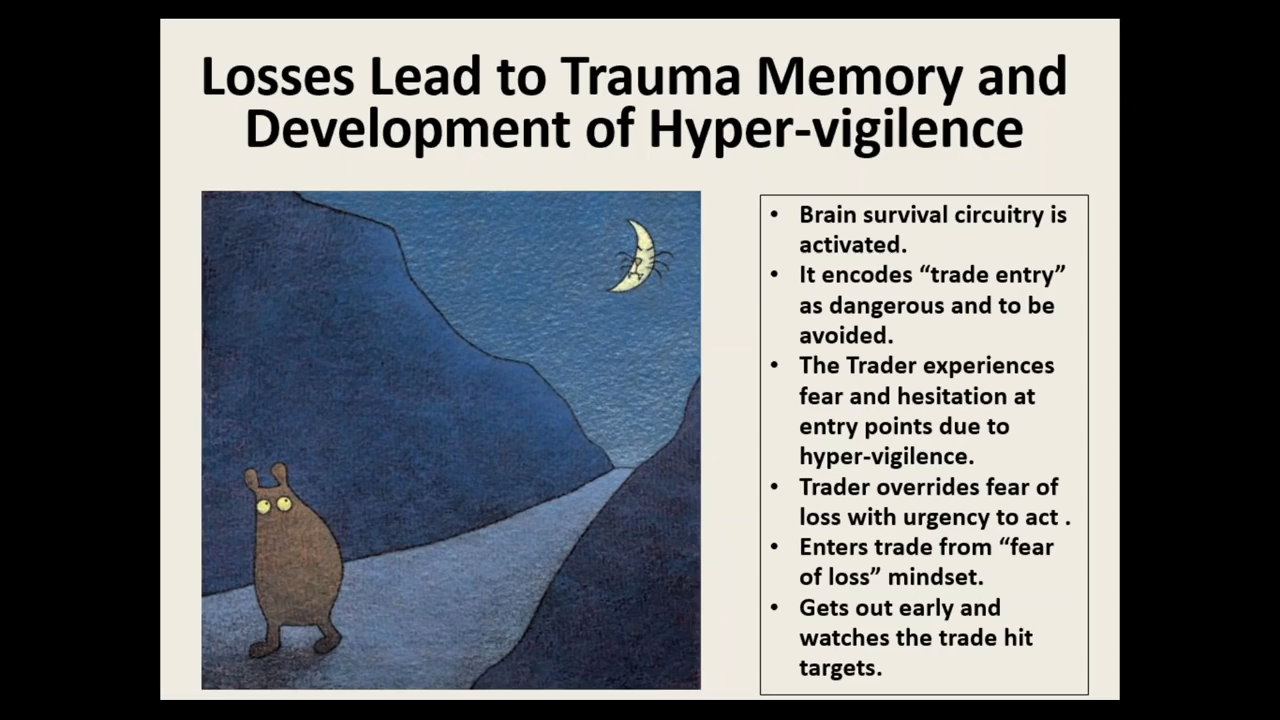 Losses Lead to Trauma Memory and
Development of Hyper-vigilence
• Brain survival circuitry is
activated.
• It encodes “trade entry”
as dangerous and to be
avoided.
• The Trader experiences
fear and hesitation at
entry points due to
hyper-vigilence.
• Trader overrides fear of
loss with urgency to act .
• Enters trade from “fear
of loss” mindset.
• Gets out early and
watches the trade hit
targets.